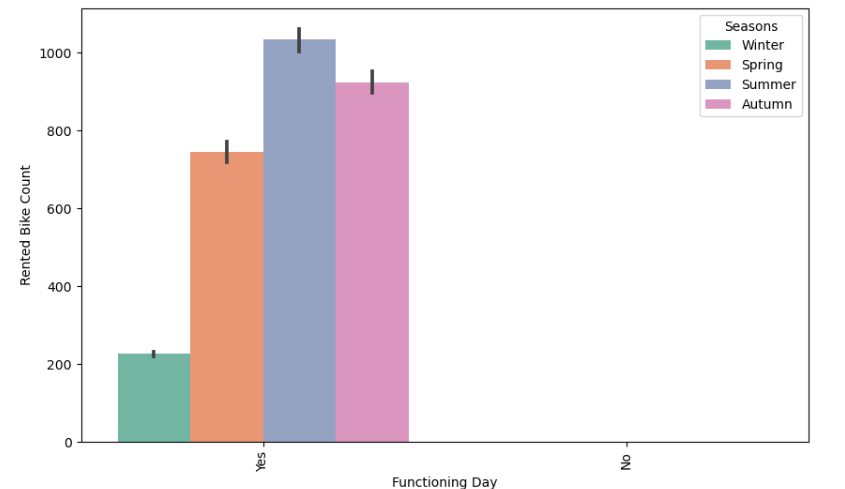 Seasons
Winter
Spring
Summer
Autumn
1000
800
600
400
200
0
Rented Bike Count
Yes
No
Functioning Day